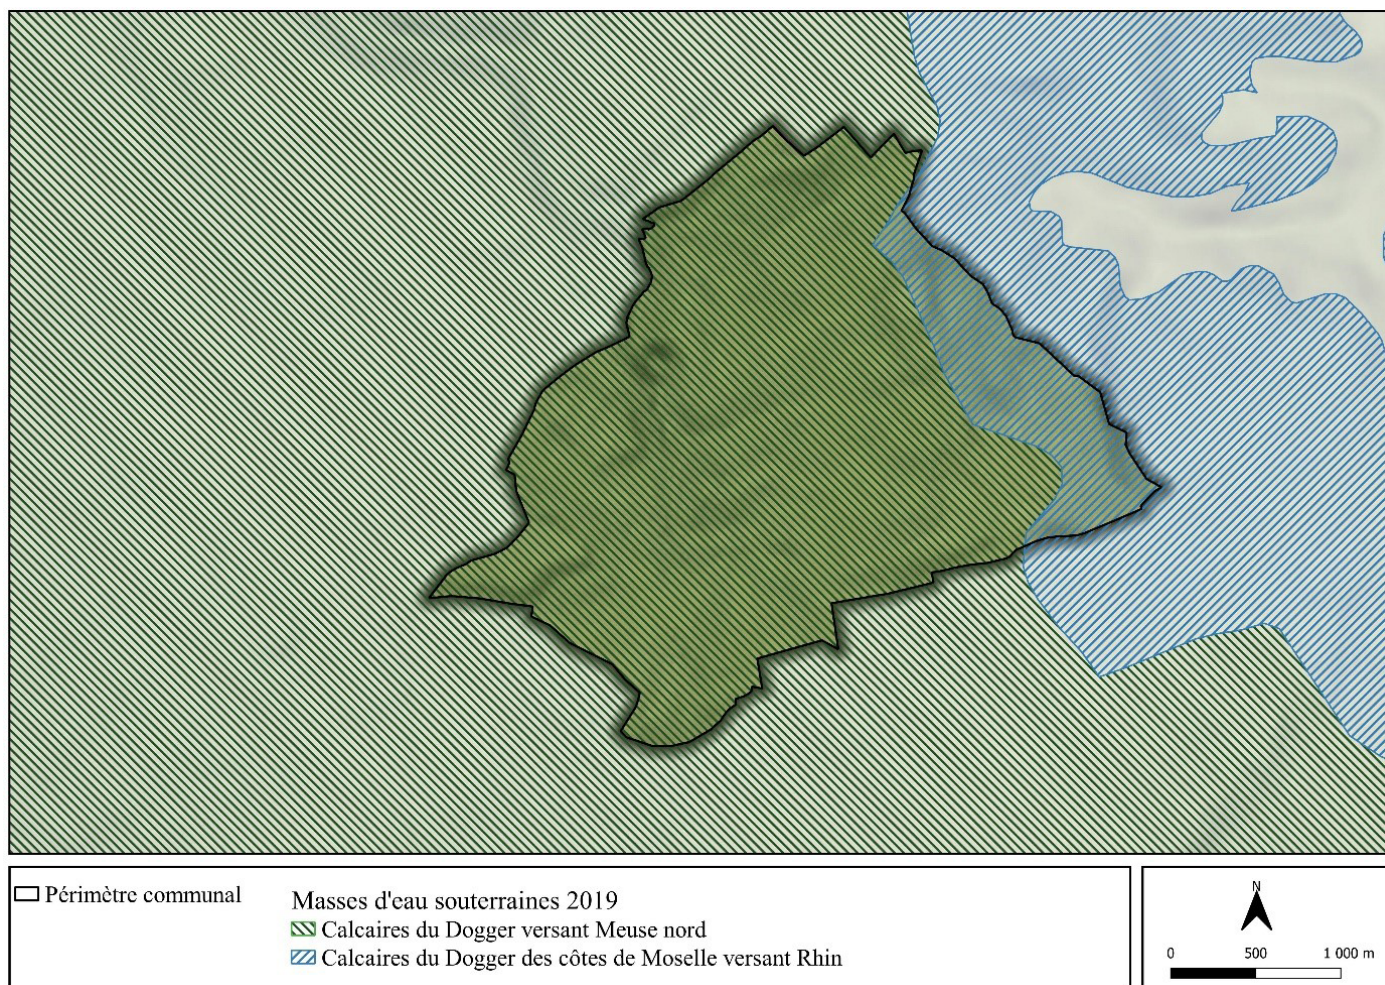 Périmètre communal
Masses d'eau souterraines 2019
Calcaires du Dogger versant Meuse nord
Calcaires du Dogger des côtes de Moselle versant Rhin
N
0 500 1 000 m